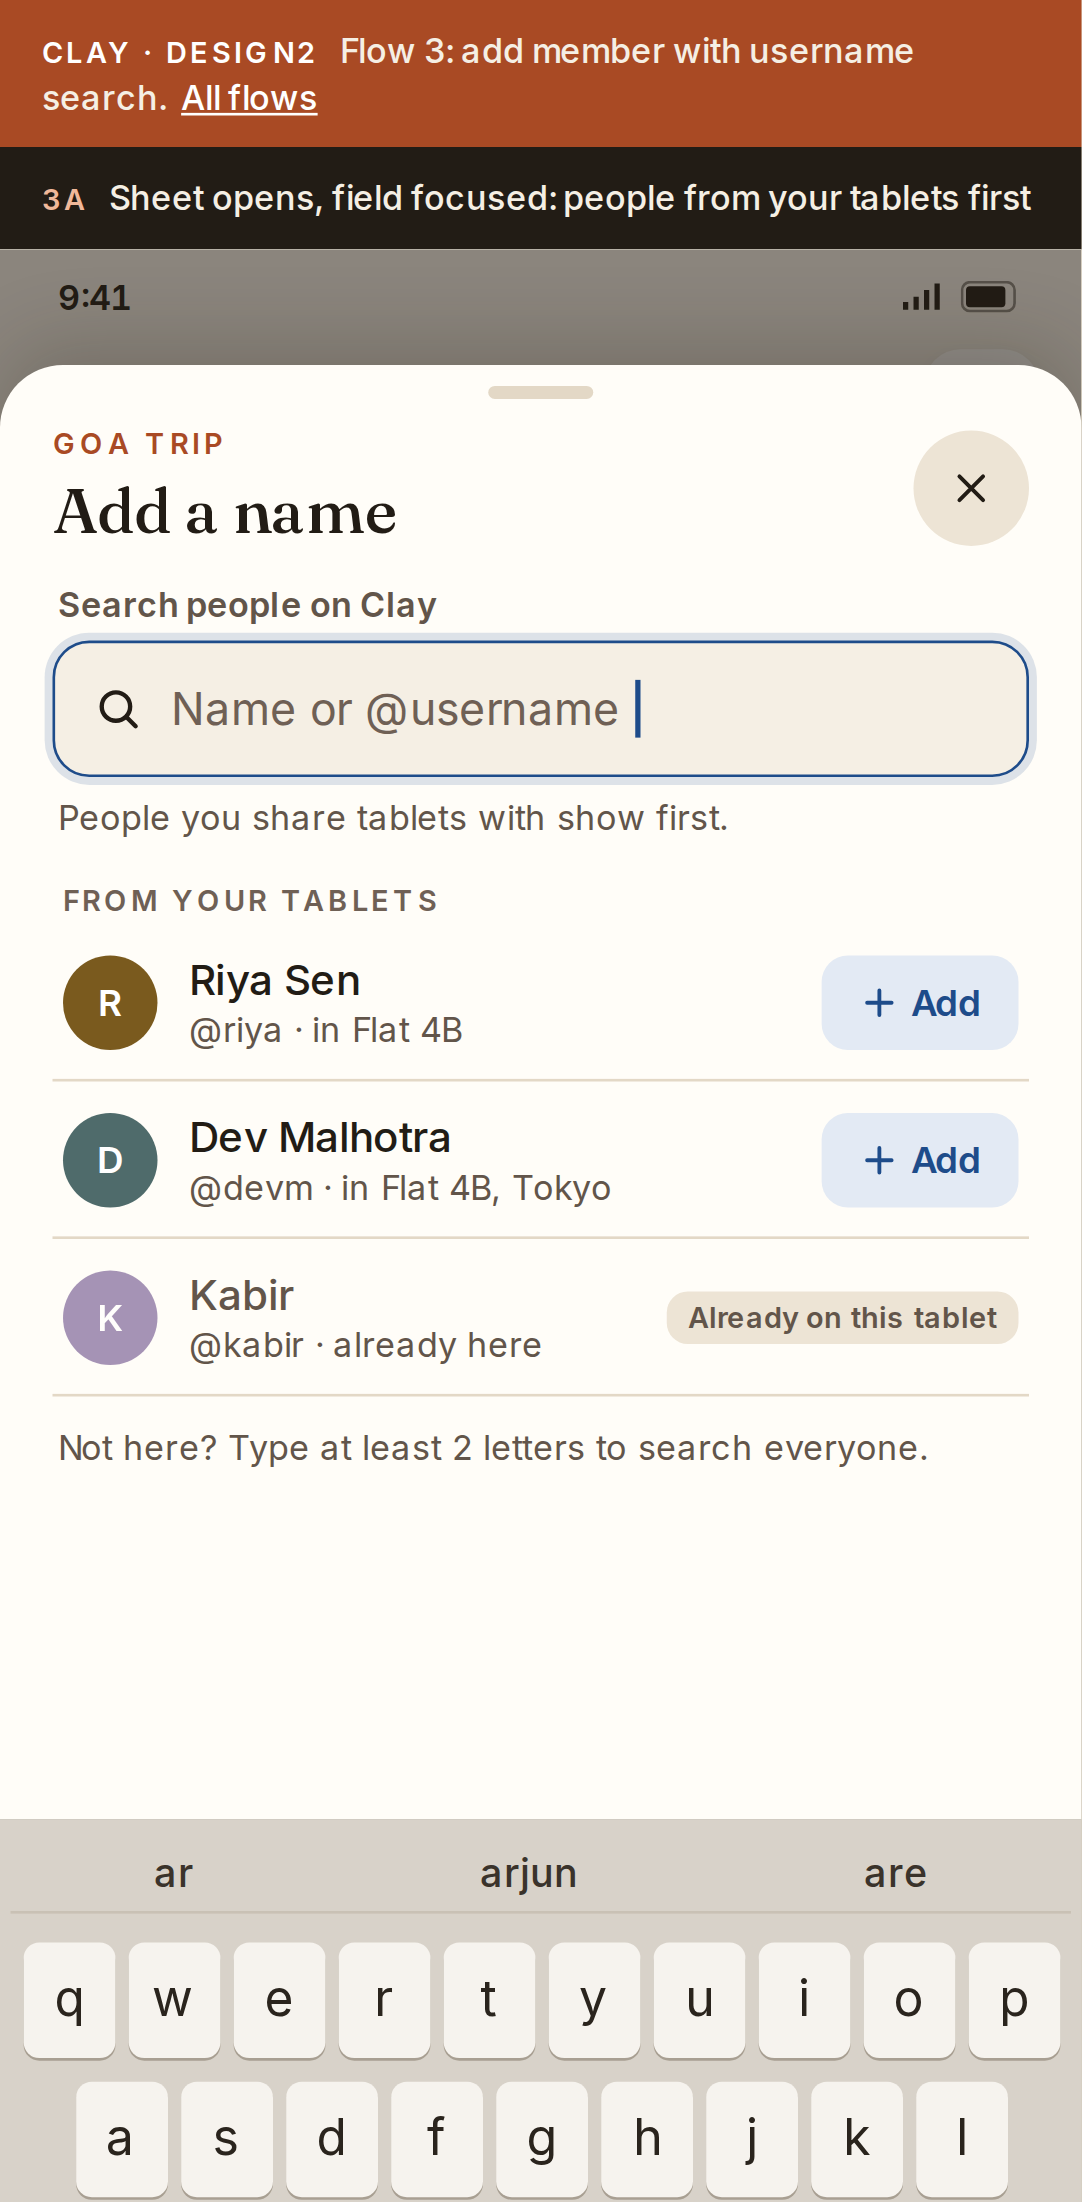 CLAY · DESIGN2 Flow 3: add member with username
search. All flows
3A Sheet opens, field focused: people from your tablets first
9:41
GOA TRIP
Add a name
Search people on Clay
Name or @username
People you share tablets with show first.
FROM YOUR TABLETS
R
Riya Sen
@riya · in Flat 4B
+ Add
D
Dev Malhotra
@devm · in Flat 4B, Tokyo
+ Add
K
Kabir
@kabir · already here
Already on this tablet
Not here? Type at least 2 letters to search everyone.
ar arjun are
q w e r t y u i o p
a s d f g h j k l